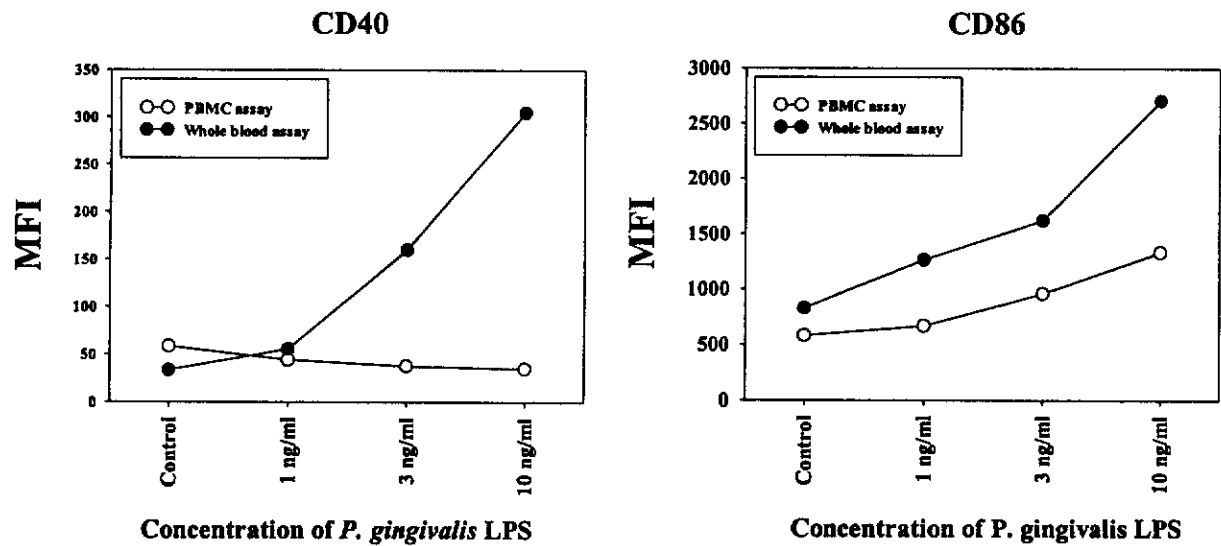 CD40
350
300
250
200
150
100
50
0
MFI
PBMC assay
Whole blood assay
Control
1 ng/ml
3 ng/ml
10 ng/ml
Concentration of P. gingivalis LPS
CD86
3000
2500
2000
1500
1000
500
0
MFI
PBMC assay
Whole blood assay
Control
1 ng/ml
3 ng/ml
10 ng/ml
Concentration of P. gingivalis LPS